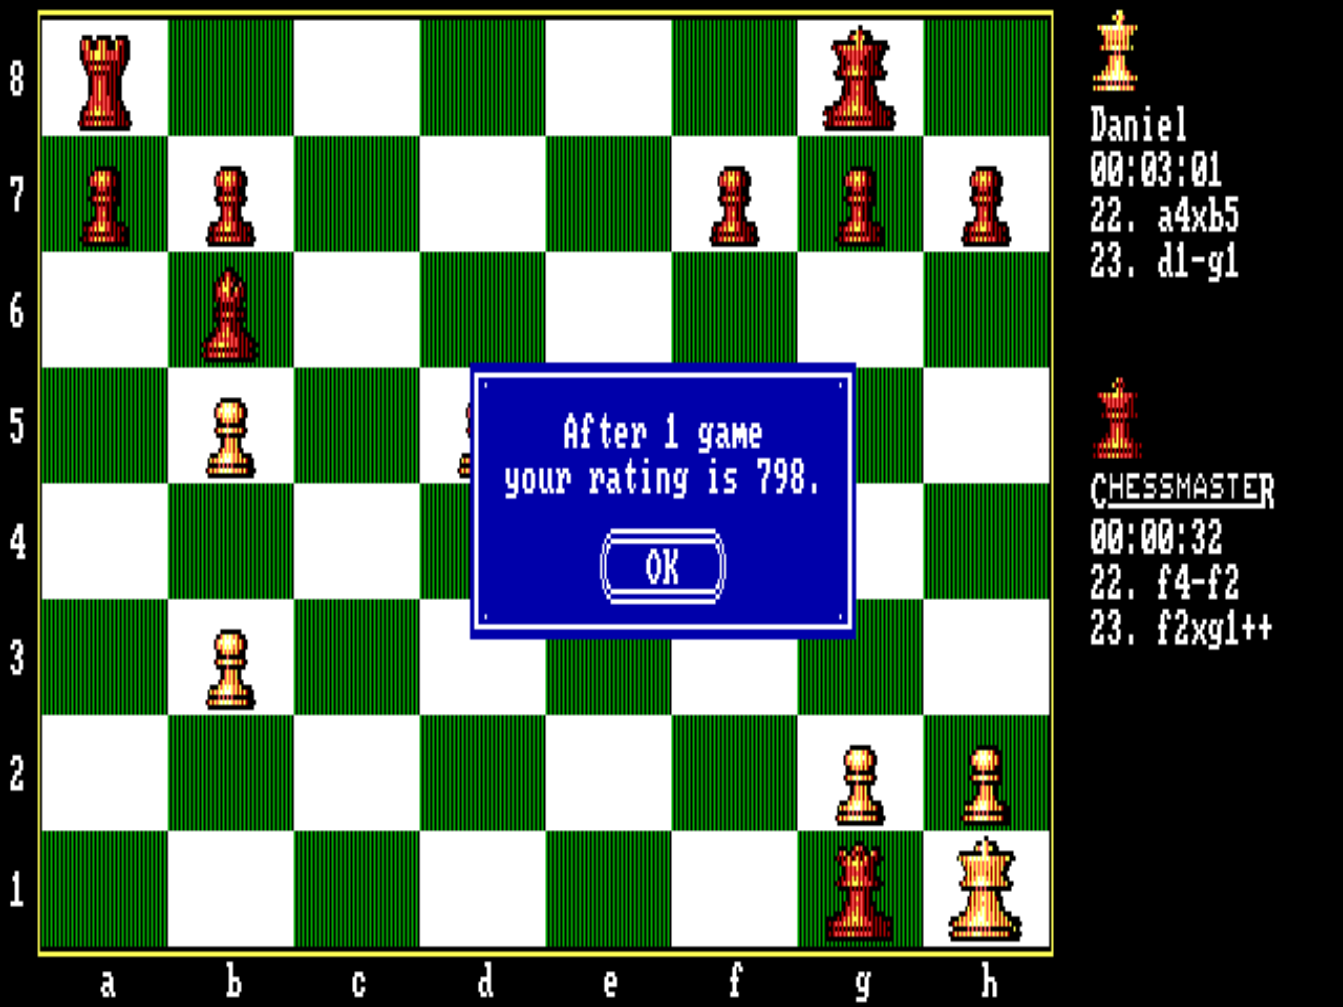 8
7
6
5
4
3
2
1
a b c d e f g h
After 1 game
your rating is 798.
OK
Daniel
00:03:01
22. a4xb5
23. d1-g1
CHESSMASTER
00:00:32
22. f4-f2
23. f2xg1++